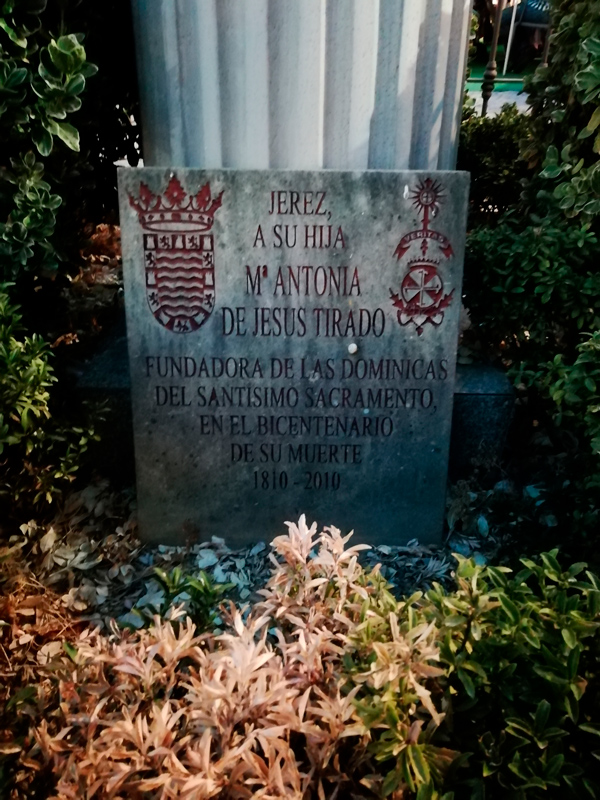 JEREZ,
A SU HIJA
Mª ANTONIA
DE JESUS TIRADO
FUNDADORA DE LAS DOMINICAS
DEL SANTISIMO SACRAMENTO,
EN EL BICENTENARIO
DE SU MUERTE
1810 - 2010